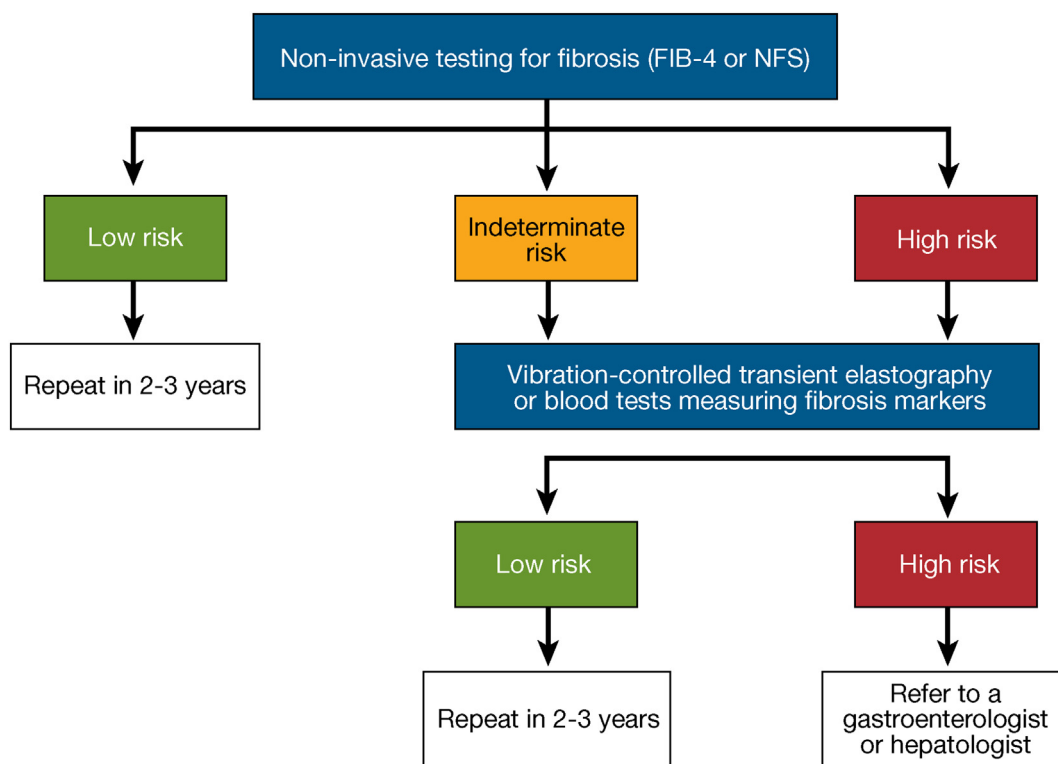 Non-invasive testing for fibrosis (FIB-4 or NFS)
Low risk
Indeterminate
risk
High risk
Repeat in 2-3 years
Vibration-controlled transient elastography
or blood tests measuring fibrosis markers
Low risk
High risk
Repeat in 2-3 years
Refer to a
gastroenterologist
or hepatologist